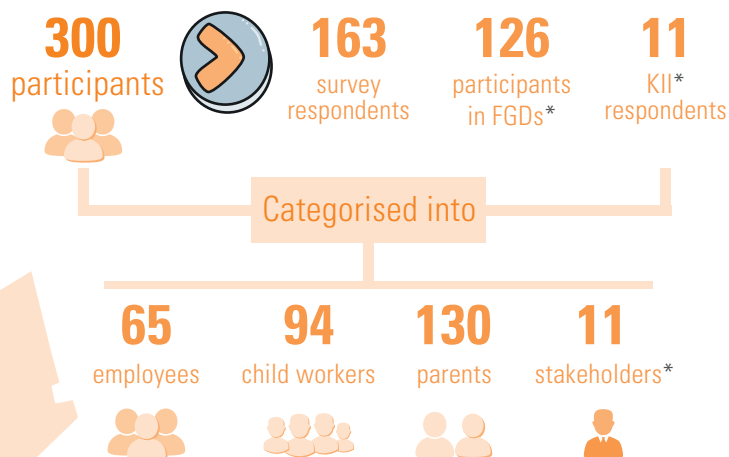 300
participants
163
survey
respondents
126
participants
in FGDs*
11
KII*
respondents
Categorised into
65
employees
94
child workers
130
parents
11
stakeholders*